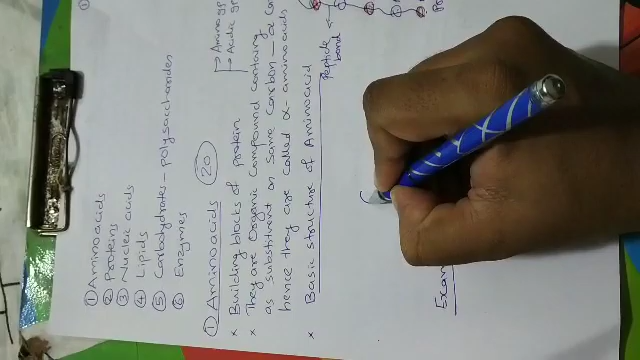 ① Aminoacids
② Proteins
③ Nucleic acids
④ Lipids
⑤ Carbohydrates - polysaccharides
⑥ Enzymes
① Aminoacids 20
→ Amino
→ Acidic
× Building blocks of protein
× They are Organic Compound containing
as substituent on same Carbon - α
hence they are called α- aminoacids
× Basic structure of Aminoacid
Peptide
bond
Exam